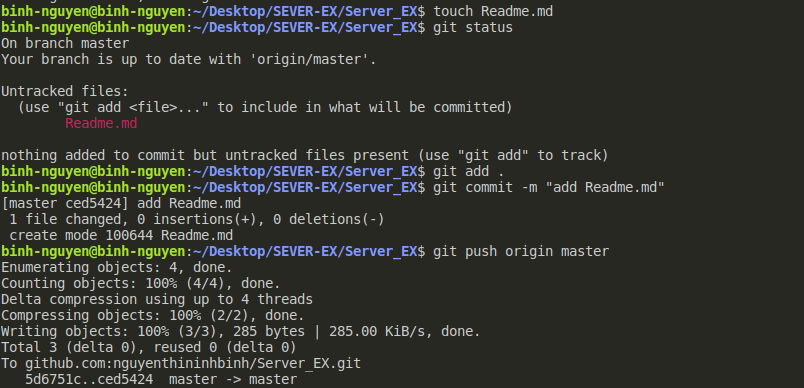 binh-nguyen@binh-nguyen:~/Desktop/SEVER-EX/Server_EX$ touch Readme.md
binh-nguyen@binh-nguyen:~/Desktop/SEVER-EX/Server_EX$ git status
On branch master
Your branch is up to date with 'origin/master'.

Untracked files:
  (use "git add <file>..." to include in what will be committed)
        Readme.md

nothing added to commit but untracked files present (use "git add" to track)
binh-nguyen@binh-nguyen:~/Desktop/SEVER-EX/Server_EX$ git add .
binh-nguyen@binh-nguyen:~/Desktop/SEVER-EX/Server_EX$ git commit -m "add Readme.md"
[master ced5424] add Readme.md
 1 file changed, 0 insertions(+), 0 deletions(-)
 create mode 100644 Readme.md
binh-nguyen@binh-nguyen:~/Desktop/SEVER-EX/Server_EX$ git push origin master
Enumerating objects: 4, done.
Counting objects: 100% (4/4), done.
Delta compression using up to 4 threads
Compressing objects: 100% (2/2), done.
Writing objects: 100% (3/3), 285 bytes | 285.00 KiB/s, done.
Total 3 (delta 0), reused 0 (delta 0)
To github.com:nguyenthininhbinh/Server_EX.git
   5d6751c..ced5424  master -> master